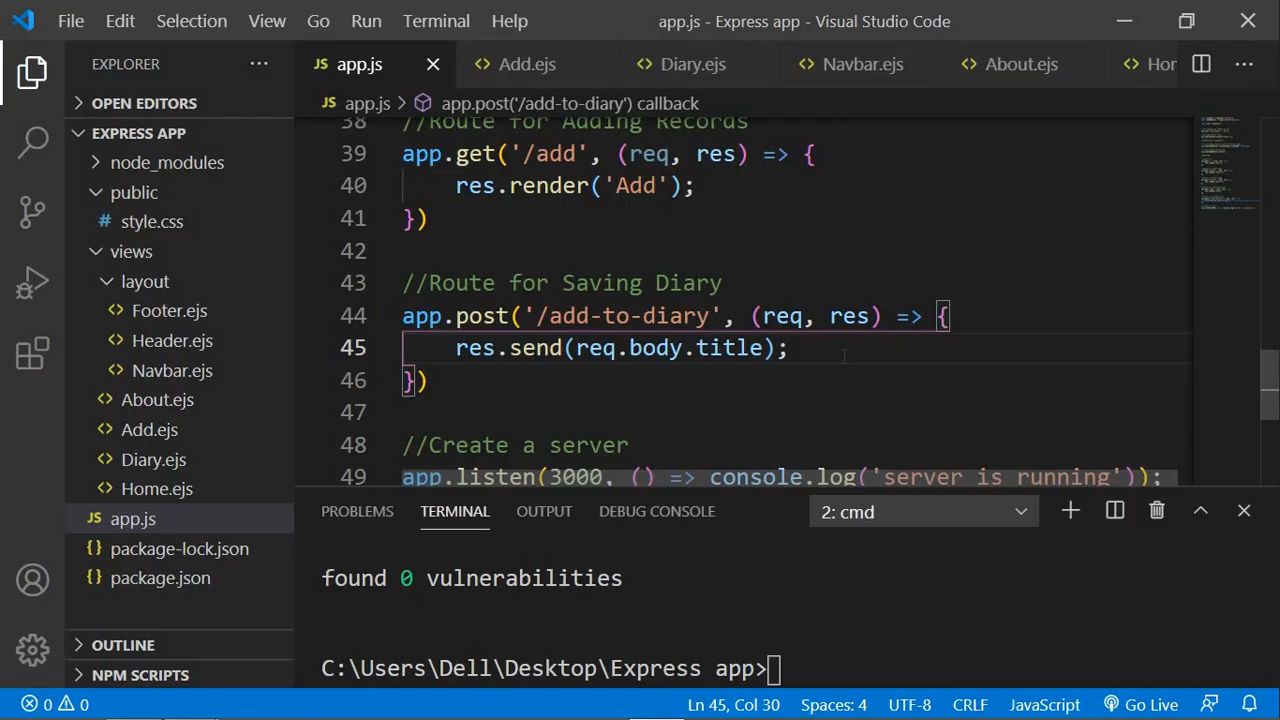 File Edit Selection View Go Run Terminal Help app.js - Express app - Visual Studio Code
EXPLORER
OPEN EDITORS
EXPRESS APP
node_modules
public
# style.css
views
layout
<> Footer.ejs
<> Header.ejs
<> Navbar.ejs
<> About.ejs
<> Add.ejs
<> Diary.ejs
<> Home.ejs
JS app.js
{} package-lock.json
{} package.json
OUTLINE
NPM SCRIPTS
JS app.js <> Add.ejs <> Diary.ejs <> Navbar.ejs <> About.ejs <> Hor
JS app.js > app.post('/add-to-diary') callback
38 //Route for Adding Records
39 app.get('/add', (req, res) => {
40 res.render('Add');
41 })
42
43 //Route for Saving Diary
44 app.post('/add-to-diary', (req, res) => {
45 res.send(req.body.title);
46 })
47
48 //Create a server
49 app.listen(3000, () => console.log('server is running'));
PROBLEMS TERMINAL OUTPUT DEBUG CONSOLE 2: cmd
found 0 vulnerabilities
C:\Users\Dell\Desktop\Express app>
0 0 Ln 45, Col 30 Spaces: 4 UTF-8 CRLF JavaScript Go Live